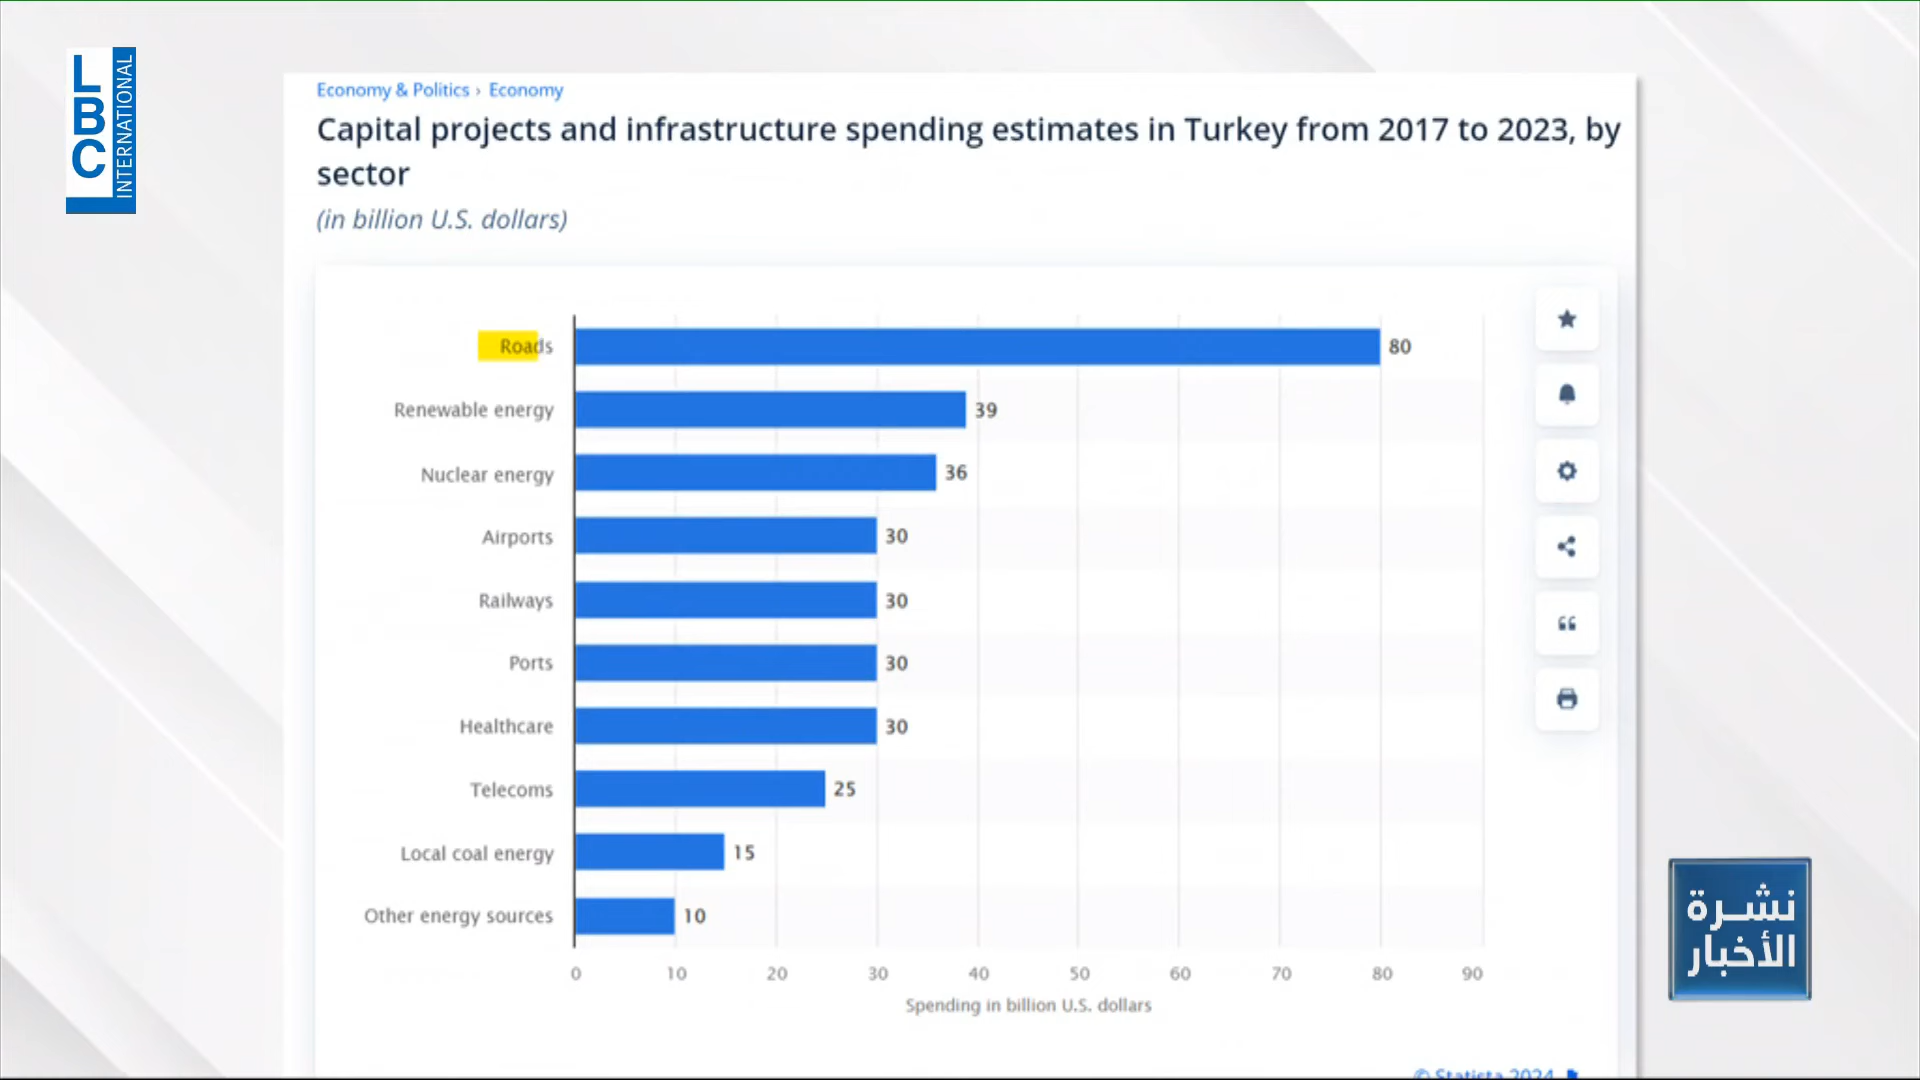 LBC
INTERNATIONAL
Economy & Politics › Economy
Capital projects and infrastructure spending estimates in Turkey from 2017 to 2023, by
sector
(in billion U.S. dollars)
Roads 80
Renewable energy 39
Nuclear energy 36
Airports 30
Railways 30
Ports 30
Healthcare 30
Telecoms 25
Local coal energy 15
Other energy sources 10
0 10 20 30 40 50 60 70 80 90
Spending in billion U.S. dollars
© Statista 2024
نشرة
الأخبار